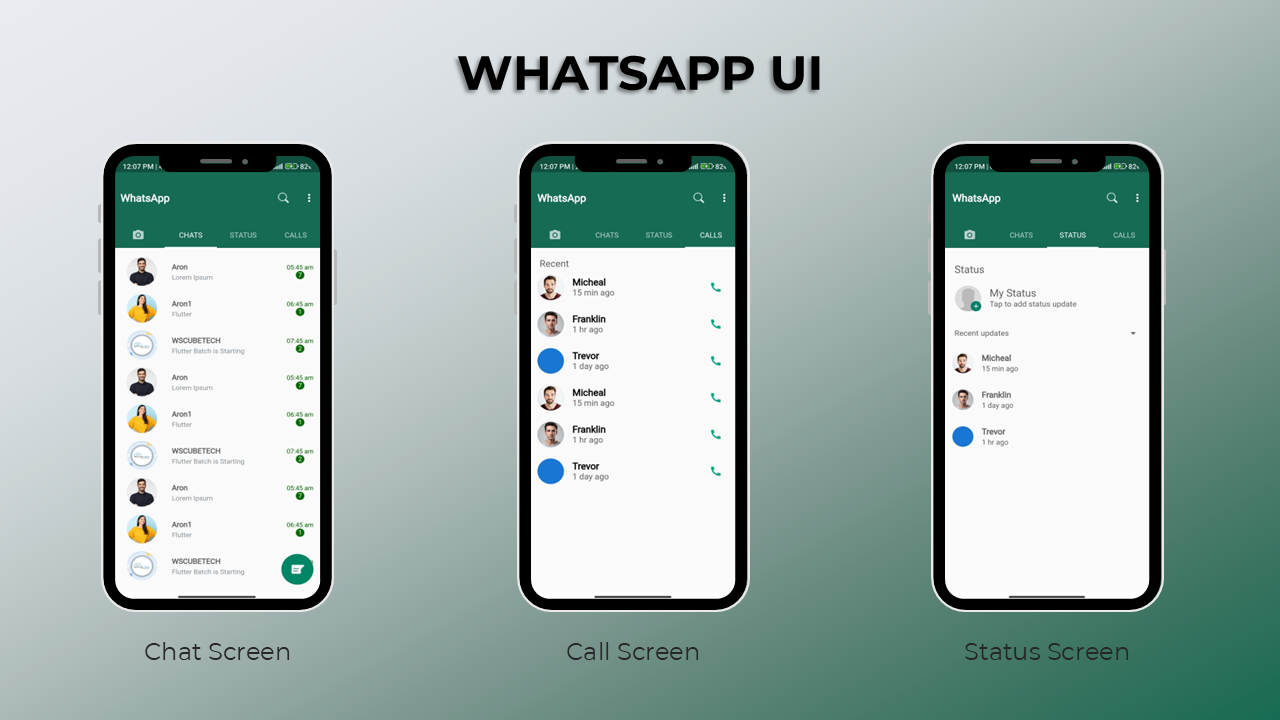 WHATSAPP UI
12:07 PM
82
WhatsApp
CHATS STATUS CALLS
Aron 05:45 am
Lorem Ipsum 7
Aron1 06:45 am
Flutter 1
WSCUBETECH 07:45 am
Flutter Batch is Starting 2
Aron 05:45 am
Lorem Ipsum 7
Aron1 06:45 am
Flutter 1
WSCUBETECH 07:45 am
Flutter Batch is Starting 2
Aron 05:45 am
Lorem Ipsum 7
Aron1 06:45 am
Flutter 1
WSCUBETECH
Flutter Batch is Starting
Chat Screen
12:07 PM
82
WhatsApp
CHATS STATUS CALLS
Recent
Micheal
15 min ago
Franklin
1 hr ago
Trevor
1 day ago
Micheal
15 min ago
Franklin
1 hr ago
Trevor
1 day ago
Call Screen
12:07 PM
82
WhatsApp
CHATS STATUS CALLS
Status
My Status
Tap to add status update
Recent updates
Micheal
15 min ago
Franklin
1 day ago
Trevor
1 hr ago
Status Screen